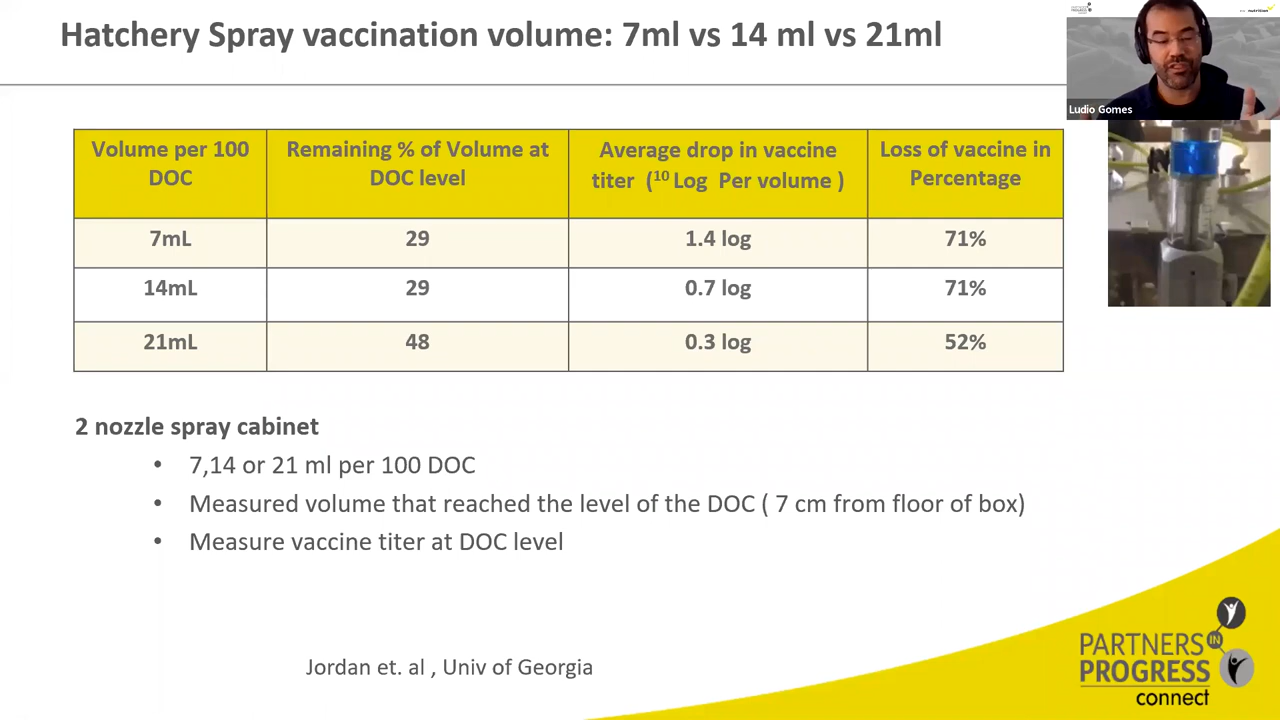 Hatchery Spray vaccination volume: 7ml vs 14 ml vs 21ml
PARTNERS
PROGRESS
nutrition
Ludio Gomes
Volume per 100
DOC
Remaining % of Volume at
DOC level
Average drop in vaccine
titer (¹⁰ Log Per volume )
Loss of vaccine in
Percentage
7mL 29 1.4 log 71%
14mL 29 0.7 log 71%
21mL 48 0.3 log 52%
2 nozzle spray cabinet
• 7,14 or 21 ml per 100 DOC
• Measured volume that reached the level of the DOC ( 7 cm from floor of box)
• Measure vaccine titer at DOC level
Jordan et. al , Univ of Georgia
PARTNERS IN
PROGRESS
connect